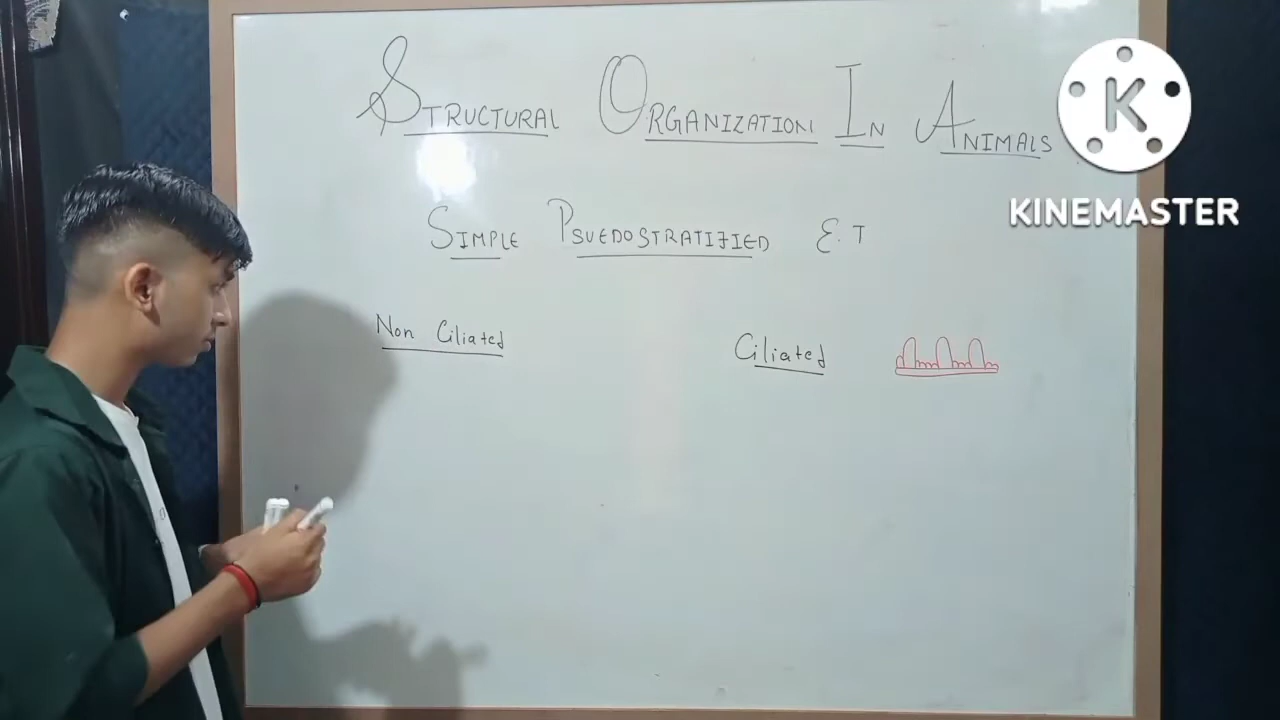 STRUCTURAL ORGANIZATION IN ANIMALS
KINEMASTER
SIMPLE PSUEDOSTRATIFIED E.T
Non Ciliated
Ciliated